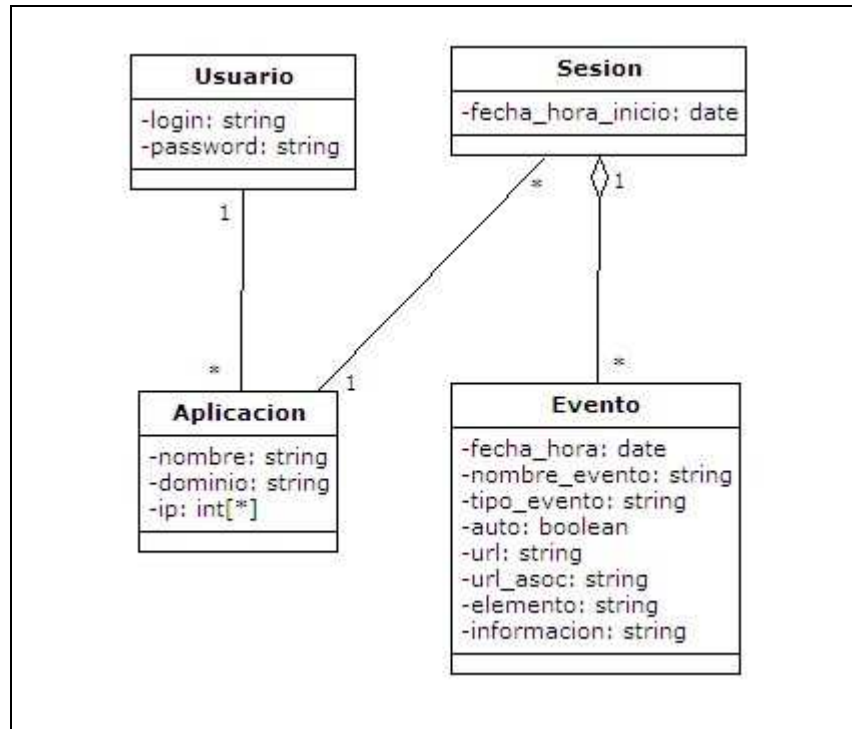 Usuario
-login: string
-password: string
Sesion
-fecha_hora_inicio: date
1
*
1
*
1
*
Aplicacion
-nombre: string
-dominio: string
-ip: int[*]
Evento
-fecha_hora: date
-nombre_evento: string
-tipo_evento: string
-auto: boolean
-url: string
-url_asoc: string
-elemento: string
-informacion: string